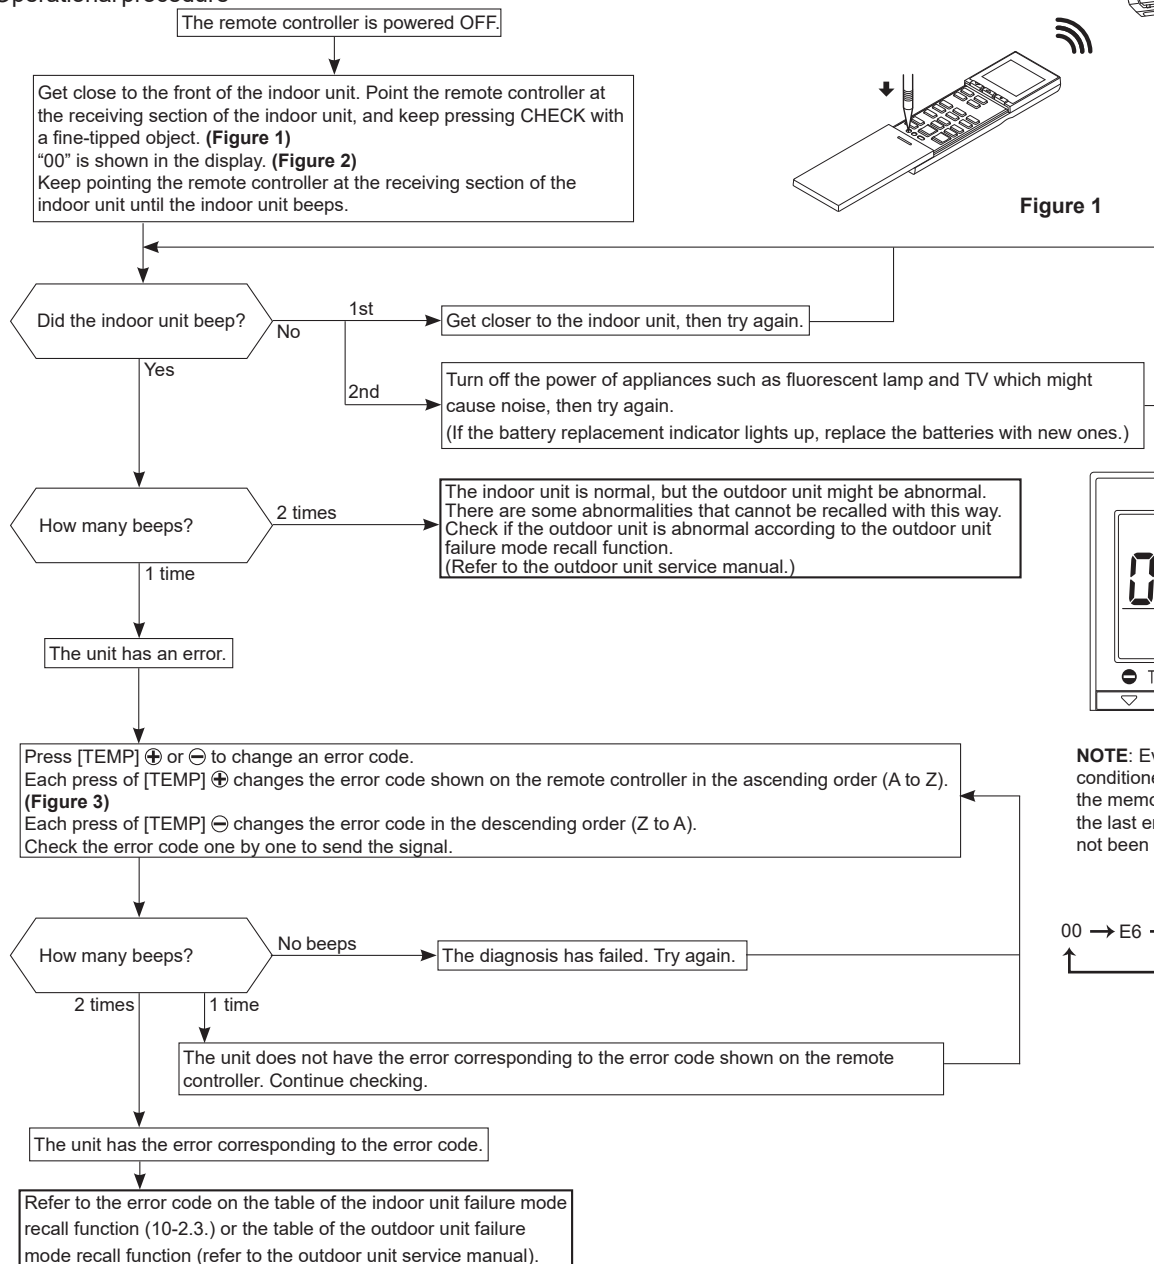 Operational procedure
The remote controller is powered OFF.
Get close to the front of the indoor unit. Point the remote controller at
the receiving section of the indoor unit, and keep pressing CHECK with
a fine-tipped object. (Figure 1)
“00” is shown in the display. (Figure 2)
Keep pointing the remote controller at the receiving section of the
indoor unit until the indoor unit beeps.
Figure 1
Did the indoor unit beep?
No
1st
Get closer to the indoor unit, then try again.
Yes
2nd
Turn off the power of appliances such as fluorescent lamp and TV which might
cause noise, then try again.
(If the battery replacement indicator lights up, replace the batteries with new ones.)
How many beeps?
2 times
The indoor unit is normal, but the outdoor unit might be abnormal.
There are some abnormalities that cannot be recalled with this way.
Check if the outdoor unit is abnormal according to the outdoor unit
failure mode recall function.
(Refer to the outdoor unit service manual.)
0
T
1 time
The unit has an error.
Press [TEMP] ⊕ or ⊖ to change an error code.
Each press of [TEMP] ⊕ changes the error code shown on the remote controller in the ascending order (A to Z).
(Figure 3)
Each press of [TEMP] ⊖ changes the error code in the descending order (Z to A).
Check the error code one by one to send the signal.
NOTE: Ev
conditione
the memo
the last er
not been
00 → E6
How many beeps?
No beeps
The diagnosis has failed. Try again.
2 times
1 time
The unit does not have the error corresponding to the error code shown on the remote
controller. Continue checking.
The unit has the error corresponding to the error code.
Refer to the error code on the table of the indoor unit failure mode
recall function (10-2.3.) or the table of the outdoor unit failure
mode recall function (refer to the outdoor unit service manual).